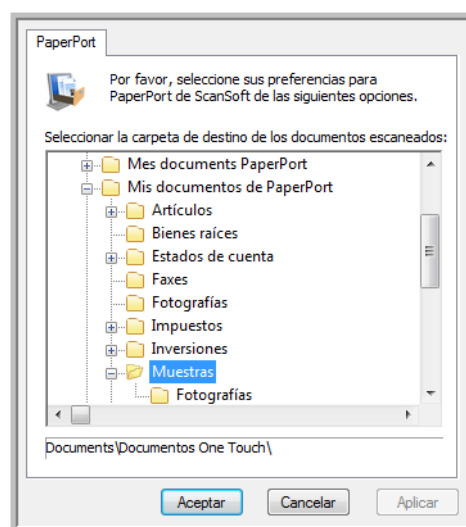 PaperPort
Por favor, seleccione sus preferencias para
PaperPort de ScanSoft de las siguientes opciones.
Seleccionar la carpeta de destino de los documentos escaneados:
Mes documents PaperPort
Mis documentos de PaperPort
Artículos
Bienes raíces
Estados de cuenta
Faxes
Fotografías
Impuestos
Inversiones
Muestras
Fotografías
Documents\Documentos One Touch\
Aceptar Cancelar Aplicar